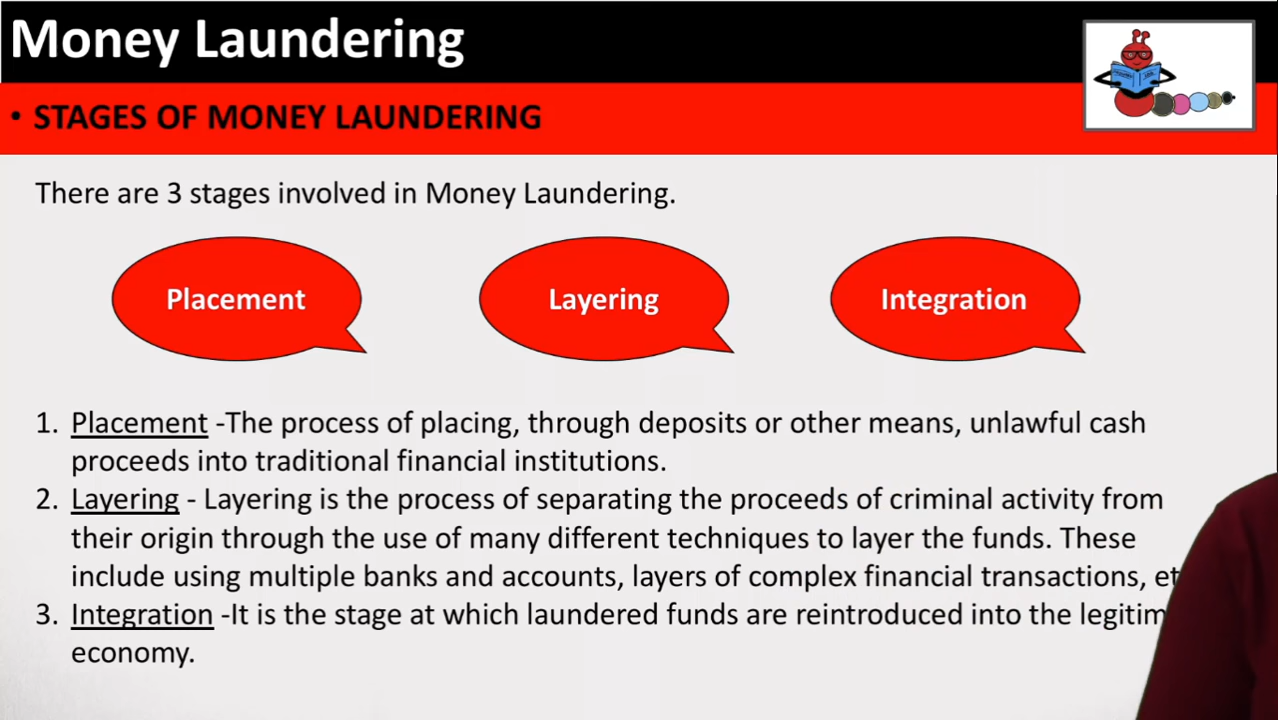 Money Laundering
• STAGES OF MONEY LAUNDERING
There are 3 stages involved in Money Laundering.
Placement
Layering
Integration
1. Placement -The process of placing, through deposits or other means, unlawful cash
proceeds into traditional financial institutions.
2. Layering - Layering is the process of separating the proceeds of criminal activity from
their origin through the use of many different techniques to layer the funds. These
include using multiple banks and accounts, layers of complex financial transactions, et
3. Integration -It is the stage at which laundered funds are reintroduced into the legitim
economy.